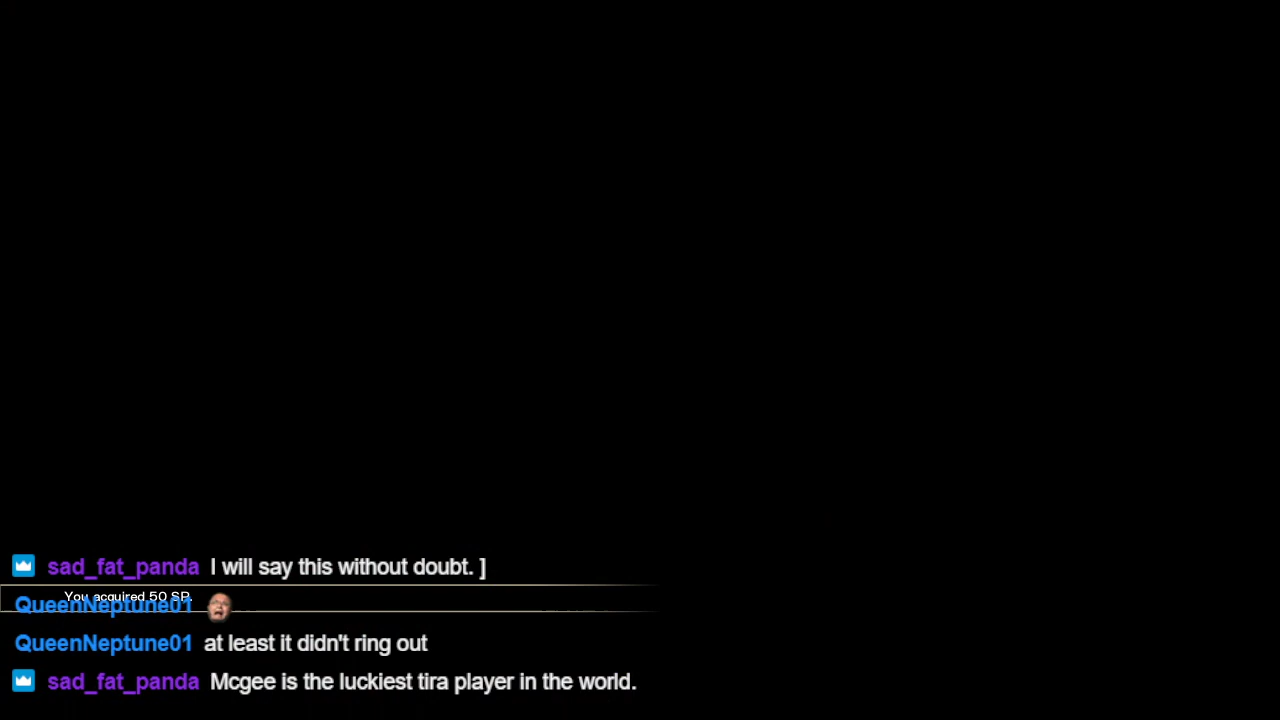 sad_fat_panda I will say this without doubt. ]
You acquired 50 SP.
QueenNeptune01
QueenNeptune01 at least it didn't ring out
sad_fat_panda Mcgee is the luckiest tira player in the world.